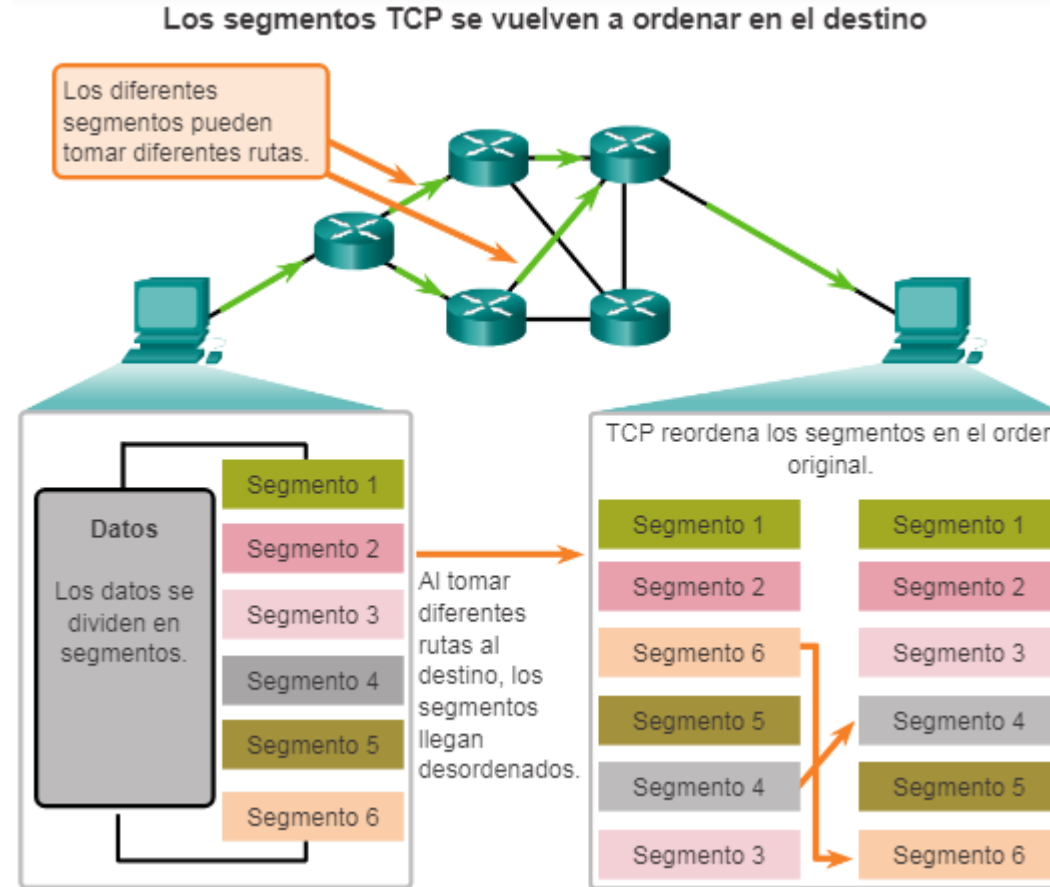 Los segmentos TCP se vuelven a ordenar en el destino
Los diferentes
segmentos pueden
tomar diferentes rutas.
Datos
Los datos se
dividen en
segmentos.
Segmento 1
Segmento 2
Segmento 3
Segmento 4
Segmento 5
Segmento 6
Al tomar
diferentes
rutas al
destino, los
segmentos
llegan
desordenados.
TCP reordena los segmentos en el orden
original.
Segmento 1
Segmento 2
Segmento 6
Segmento 5
Segmento 4
Segmento 3
Segmento 1
Segmento 2
Segmento 3
Segmento 4
Segmento 5
Segmento 6